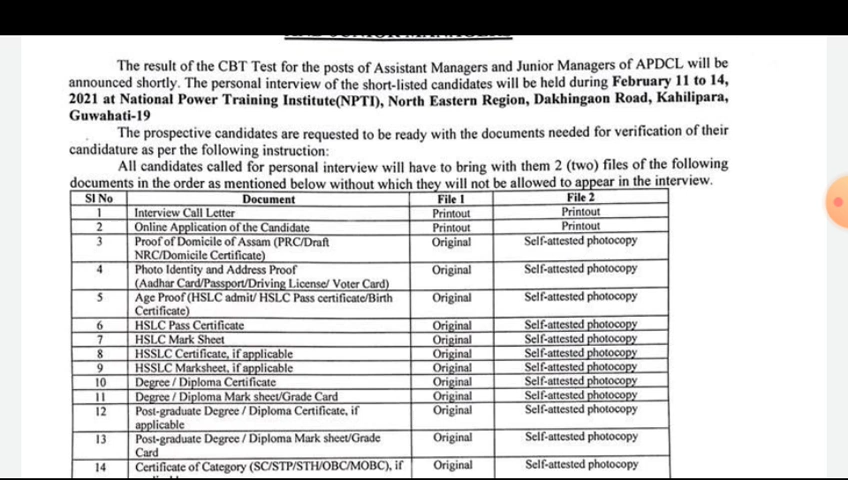 The result of the CBT Test for the posts of Assistant Managers and Junior Managers of APDCL will be
announced shortly. The personal interview of the short-listed candidates will be held during February 11 to 14,
2021 at National Power Training Institute(NPTI), North Eastern Region, Dakhingaon Road, Kahilipara,
Guwahati-19
The prospective candidates are requested to be ready with the documents needed for verification of their
candidature as per the following instruction:
All candidates called for personal interview will have to bring with them 2 (two) files of the following
documents in the order as mentioned below without which they will not be allowed to appear in the interview.
Sl No Document File 1 File 2
1 Interview Call Letter Printout Printout
2 Online Application of the Candidate Printout Printout
3 Proof of Domicile of Assam (PRC/Draft Original Self-attested photocopy
NRC/Domicile Certificate)
4 Photo Identity and Address Proof Original Self-attested photocopy
(Aadhar Card/Passport/Driving License/ Voter Card)
5 Age Proof (HSLC admit/ HSLC Pass certificate/Birth Original Self-attested photocopy
Certificate)
6 HSLC Pass Certificate Original Self-attested photocopy
7 HSLC Mark Sheet Original Self-attested photocopy
8 HSSLC Certificate, if applicable Original Self-attested photocopy
9 HSSLC Marksheet, if applicable Original Self-attested photocopy
10 Degree / Diploma Certificate Original Self-attested photocopy
11 Degree / Diploma Mark sheet/Grade Card Original Self-attested photocopy
12 Post-graduate Degree / Diploma Certificate, if Original Self-attested photocopy
applicable
13 Post-graduate Degree / Diploma Mark sheet/Grade Original Self-attested photocopy
Card
14 Certificate of Category (SC/STP/STH/OBC/MOBC), if Original Self-attested photocopy